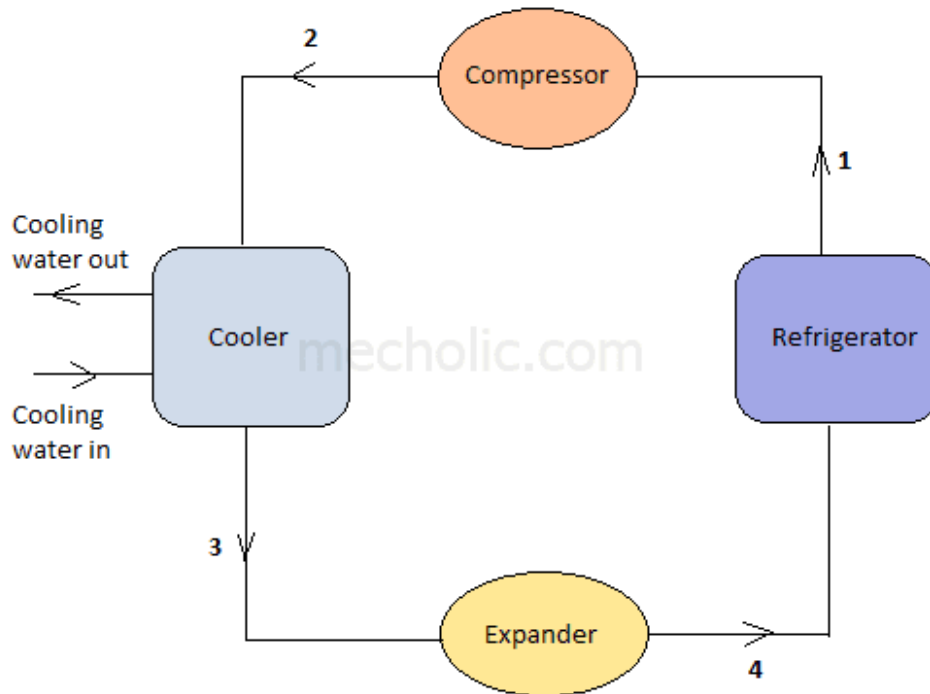 2
Compressor
1
Cooling
water out
Cooler
mecholic.com
Refrigerator
Cooling
water in
3
Expander
4